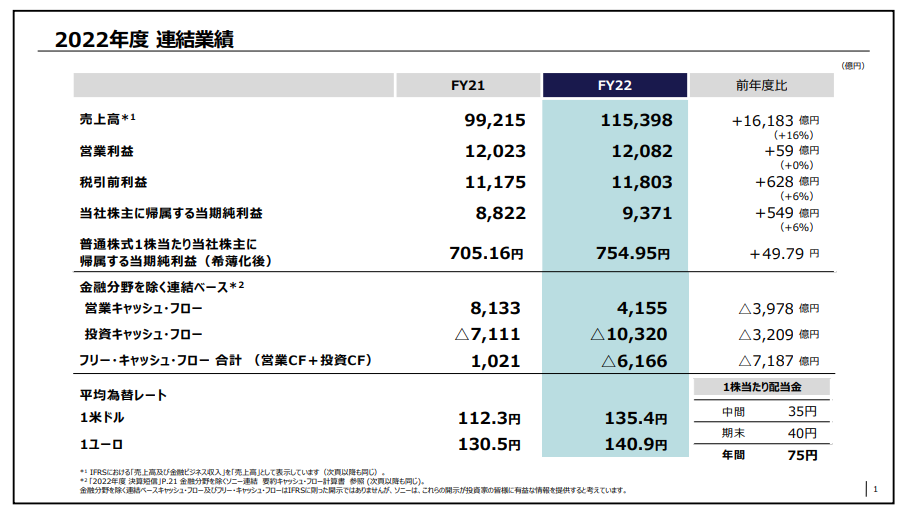 2022年度 連結業績
（億円）
FY21 FY22 前年度比
売上高*1 99,215 115,398 +16,183 億円
（+16%）
営業利益 12,023 12,082 +59 億円
（+0%）
税引前利益 11,175 11,803 +628 億円
（+6%）
当社株主に帰属する当期純利益 8,822 9,371 +549 億円
（+6%）
普通株式1株当たり当社株主に
帰属する当期純利益（希薄化後） 705.16円 754.95円 +49.79 円
金融分野を除く連結ベース*2
営業キャッシュ・フロー 8,133 4,155 △3,978 億円
投資キャッシュ・フロー △7,111 △10,320 △3,209 億円
フリー・キャッシュ・フロー 合計 （営業CF＋投資CF） 1,021 △6,166 △7,187 億円
平均為替レート
1米ドル 112.3円 135.4円
1ユーロ 130.5円 140.9円
1株当たり配当金
中間 35円
期末 40円
年間 75円
*1 IFRSにおける「売上高及び金融ビジネス収入」を「売上高」として表示しています（次頁以降も同じ）。
*2 「2022年度 決算短信」P.21 金融分野を除くソニー連結 要約キャッシュ・フロー計算書 参照 (次頁以降も同じ)。
金融分野を除く連結ベースキャッシュ・フロー及びフリー・キャッシュ・フローはIFRSに則った開示ではありませんが、ソニーは、これらの開示が投資家の皆様に有益な情報を提供すると考えています。
1